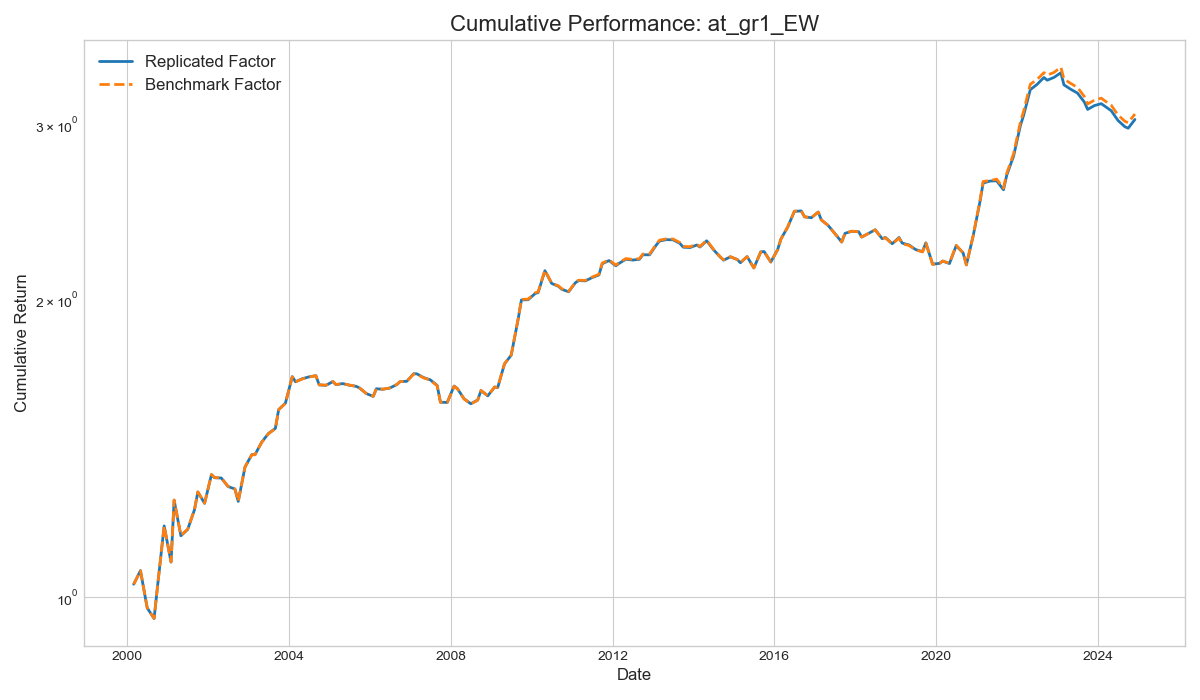 Cumulative Performance: at_gr1_EW
Replicated Factor
Benchmark Factor
3 × 10⁰
2 × 10⁰
10⁰
Cumulative Return
2000 2004 2008 2012 2016 2020 2024
Date